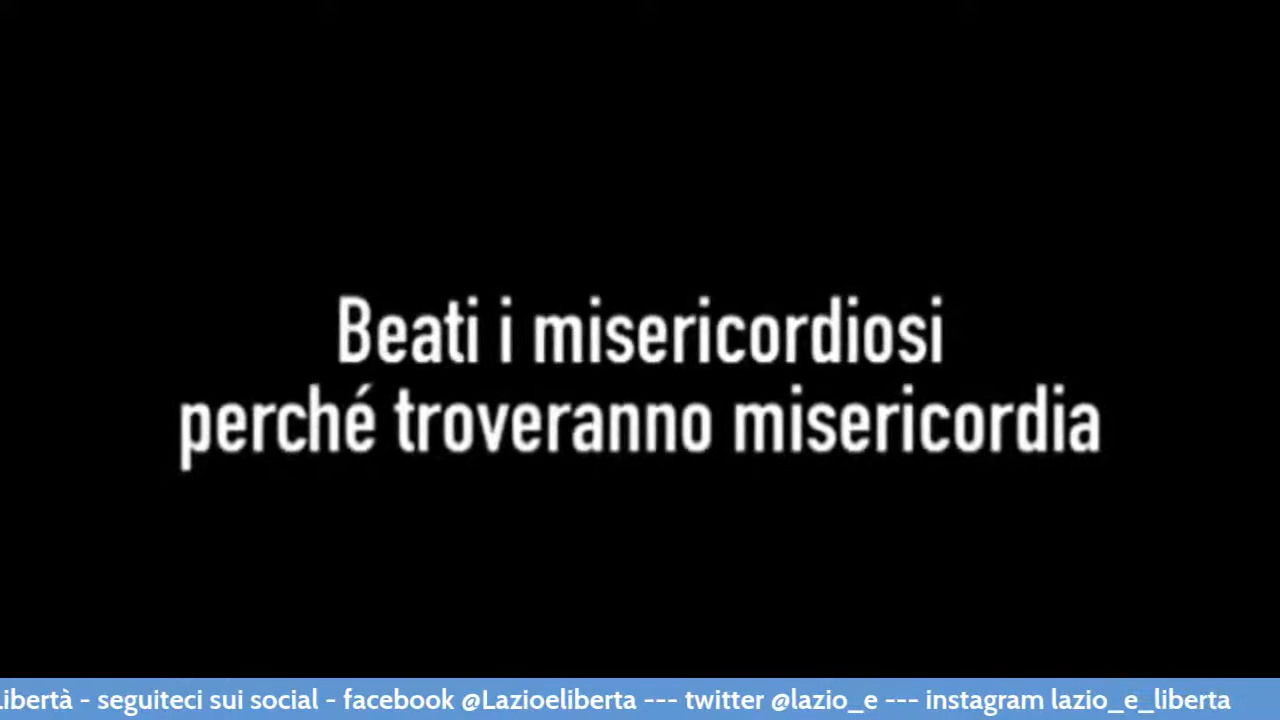 Beati i misericordiosi
perché troveranno misericordia
Libertà - seguiteci sui social - facebook @Lazioeliberta --- twitter @lazio_e --- instagram lazio_e_liberta